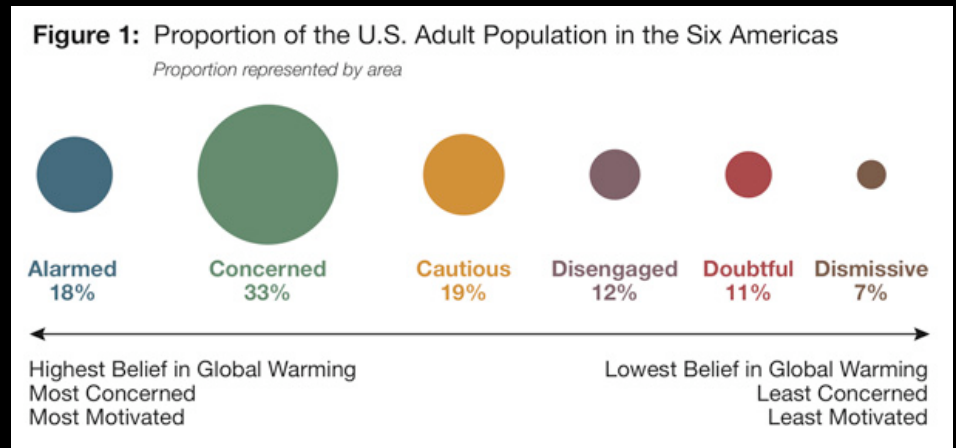 Figure 1: Proportion of the U.S. Adult Population in the Six Americas
Proportion represented by area
Alarmed Concerned Cautious Disengaged Doubtful Dismissive
18% 33% 19% 12% 11% 7%
Highest Belief in Global Warming Lowest Belief in Global Warming
Most Concerned Least Concerned
Most Motivated Least Motivated